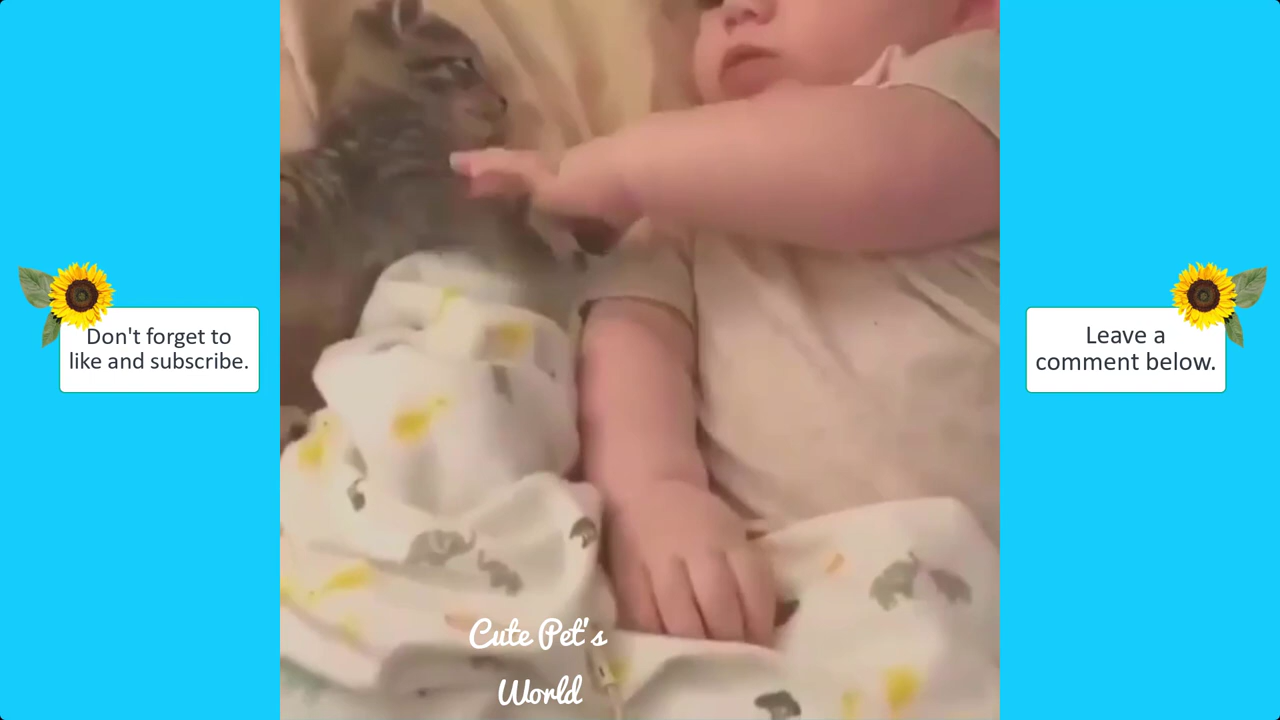 Don't forget to
like and subscribe.
Leave a
comment below.
Cute Pet's
World